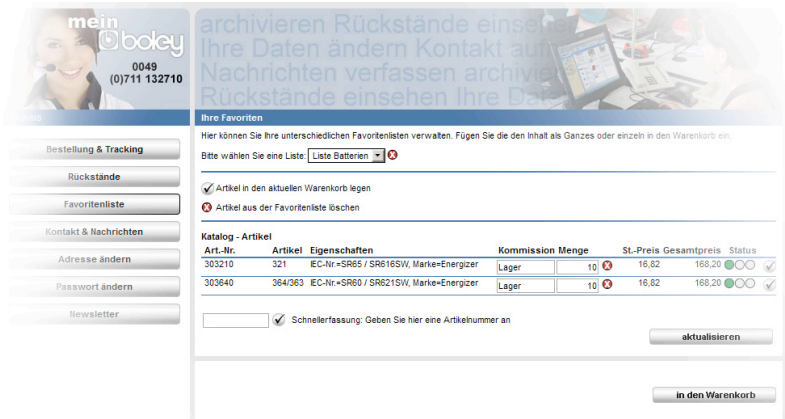 mein
boley
0049
(0)711 132710
archivieren Rückstände einsehen
Ihre Daten ändern Kontakt auf
Nachrichten verfassen archivieren
Rückstände einsehen Ihre Da
Ihre Favoriten
Hier können Sie Ihre unterschiedlichen Favoritenlisten verwalten. Fügen Sie die den Inhalt als Ganzes oder einzeln in den Warenkorb ein.
Bitte wählen Sie eine Liste: Liste Batterien
Bestellung & Tracking
Rückstände
Favoritenliste
Kontakt & Nachrichten
Adresse ändern
Passwort ändern
Newsletter
Artikel in den aktuellen Warenkorb legen
Artikel aus der Favoritenliste löschen
Katalog - Artikel
Art.-Nr. Artikel Eigenschaften Kommission Menge St.-Preis Gesamtpreis Status
303210 321 IEC-Nr.=SR65 / SR616SW, Marke=Energizer Lager 10 16,82 168,20
303640 364/363 IEC-Nr.=SR60 / SR621SW, Marke=Energizer Lager 10 16,82 168,20
Schnellerfassung: Geben Sie hier eine Artikelnummer an
aktualisieren
in den Warenkorb